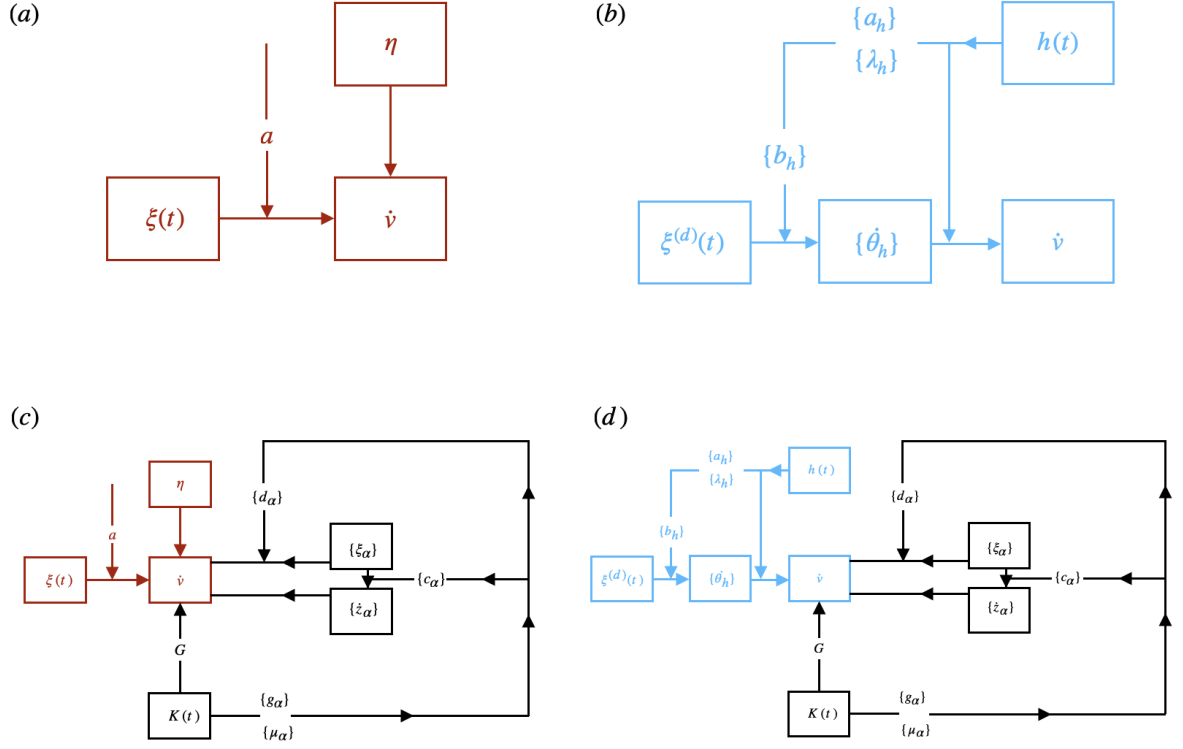 (a)
η
a
ξ(t)
v̇
(b)
{a_h}
{λ_h}
h(t)
{b_h}
ξ^(d)(t)
{θ̇_h}
v̇
(c)
{d_α}
η
a
{ξ_α}
ξ(t)
v̇
{c_α}
{ż_α}
G
{g_α}
K(t)
{μ_α}
(d)
{a_h}
h(t)
{λ_h}
{d_α}
{b_h}
{ξ_α}
ξ^(d)(t)
{θ̇_h}
v̇
{c_α}
{ż_α}
G
{g_α}
K(t)
{μ_α}